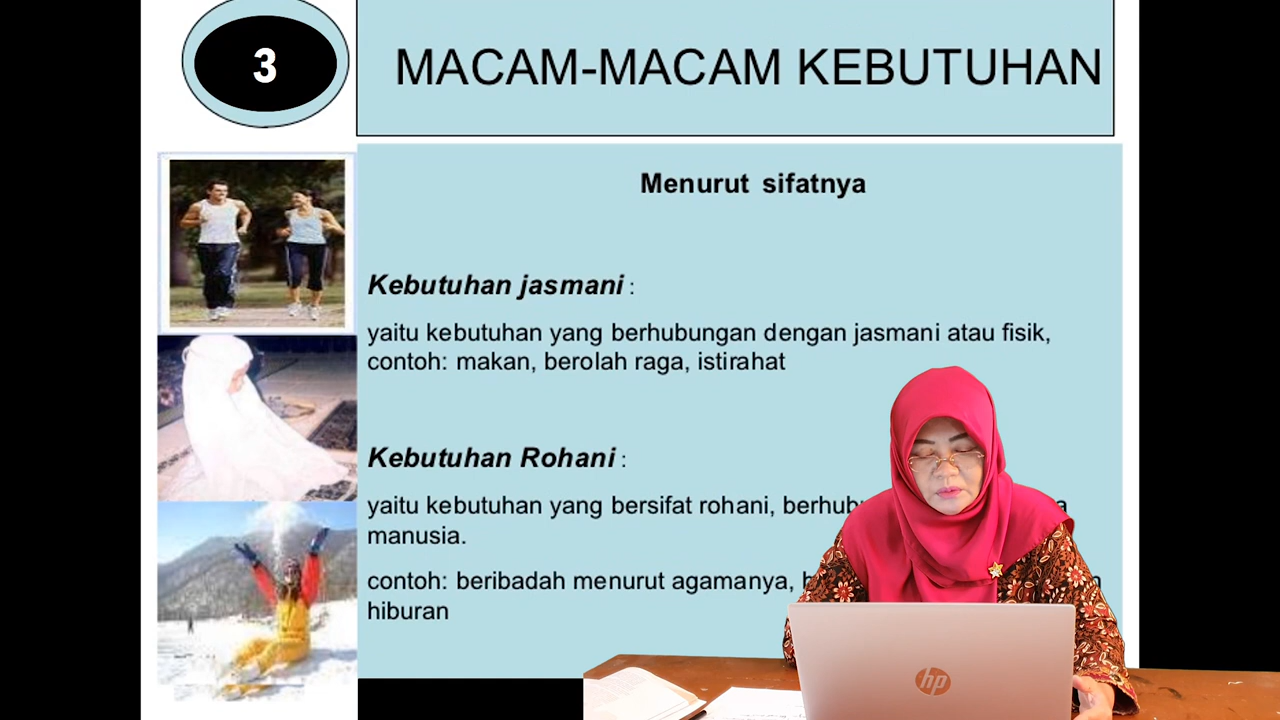 3
MACAM-MACAM KEBUTUHAN
Menurut sifatnya
Kebutuhan jasmani :
yaitu kebutuhan yang berhubungan dengan jasmani atau fisik,
contoh: makan, berolah raga, istirahat
Kebutuhan Rohani :
yaitu kebutuhan yang bersifat rohani,
manusia.
contoh: beribadah menurut agamanya,
hiburan
hp